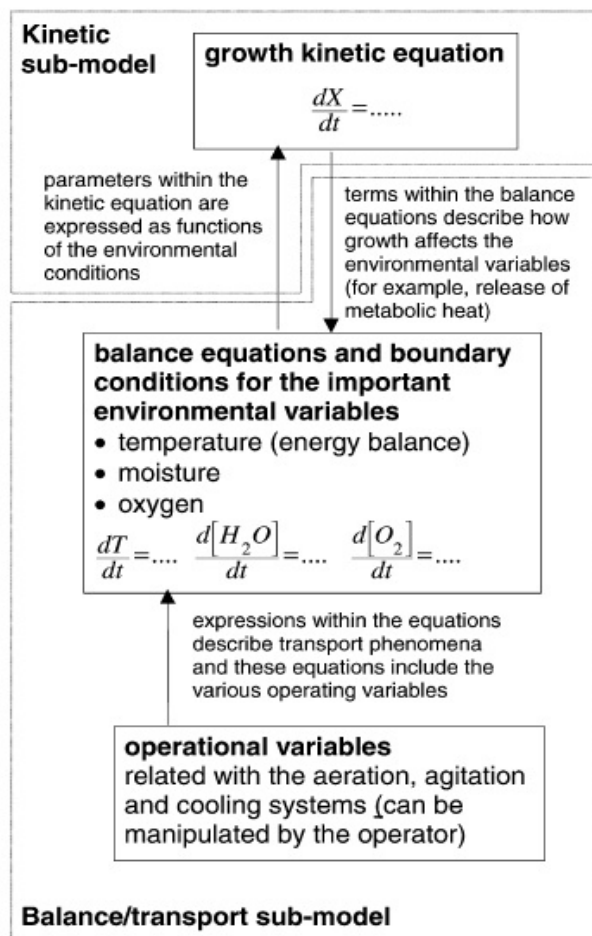 Kinetic
sub-model
growth kinetic equation
dX/dt = .....
parameters within the
kinetic equation are
expressed as functions
of the environmental
conditions
terms within the balance
equations describe how
growth affects the
environmental variables
(for example, release of
metabolic heat)
balance equations and boundary
conditions for the important
environmental variables
• temperature (energy balance)
• moisture
• oxygen
dT/dt = .... d[H₂O]/dt = .... d[O₂]/dt = ....
expressions within the equations
describe transport phenomena
and these equations include the
various operating variables
operational variables
related with the aeration, agitation
and cooling systems (can be
manipulated by the operator)
Balance/transport sub-model